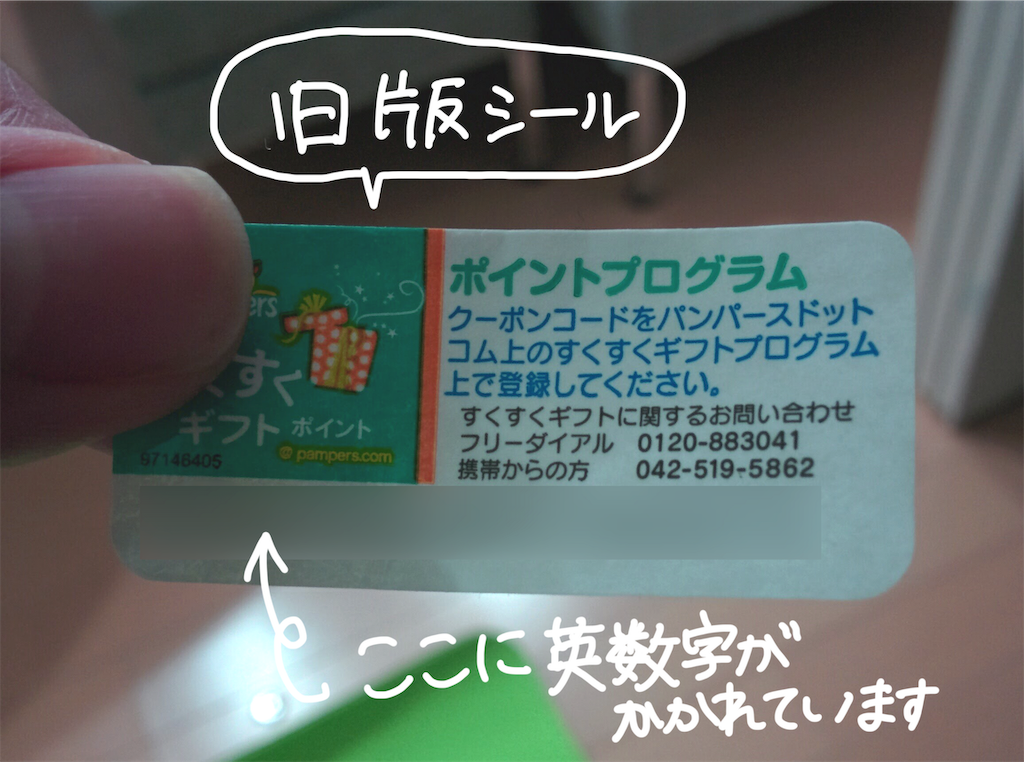 旧版シール
ers
すく
ギフト ポイント
97146405
@pampers.com
ポイントプログラム
クーポンコードをパンパースドット
コム上のすくすくギフトプログラム
上で登録してください。
すくすくギフトに関するお問い合わせ
フリーダイアル 0120-883041
携帯からの方 042-519-5862
ここに英数字が
かかれています